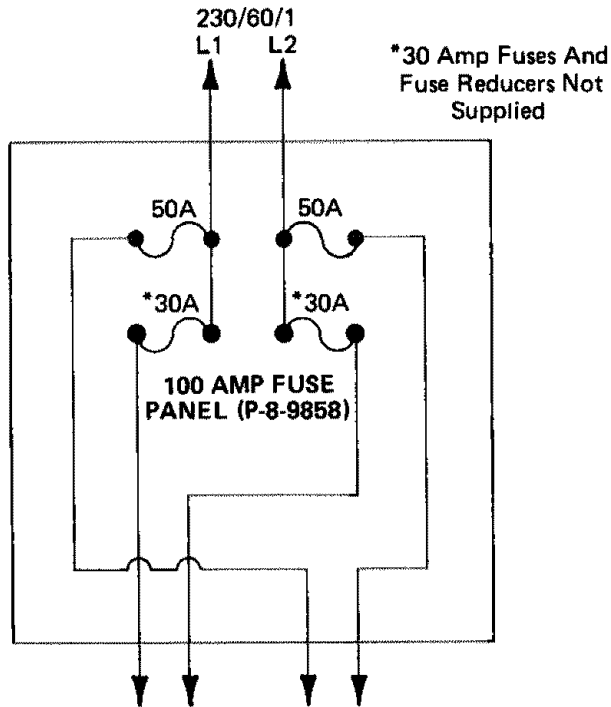 230/60/1
L1 L2
*30 Amp Fuses And
Fuse Reducers Not
Supplied
50A 50A
*30A *30A
100 AMP FUSE
PANEL (P-8-9858)